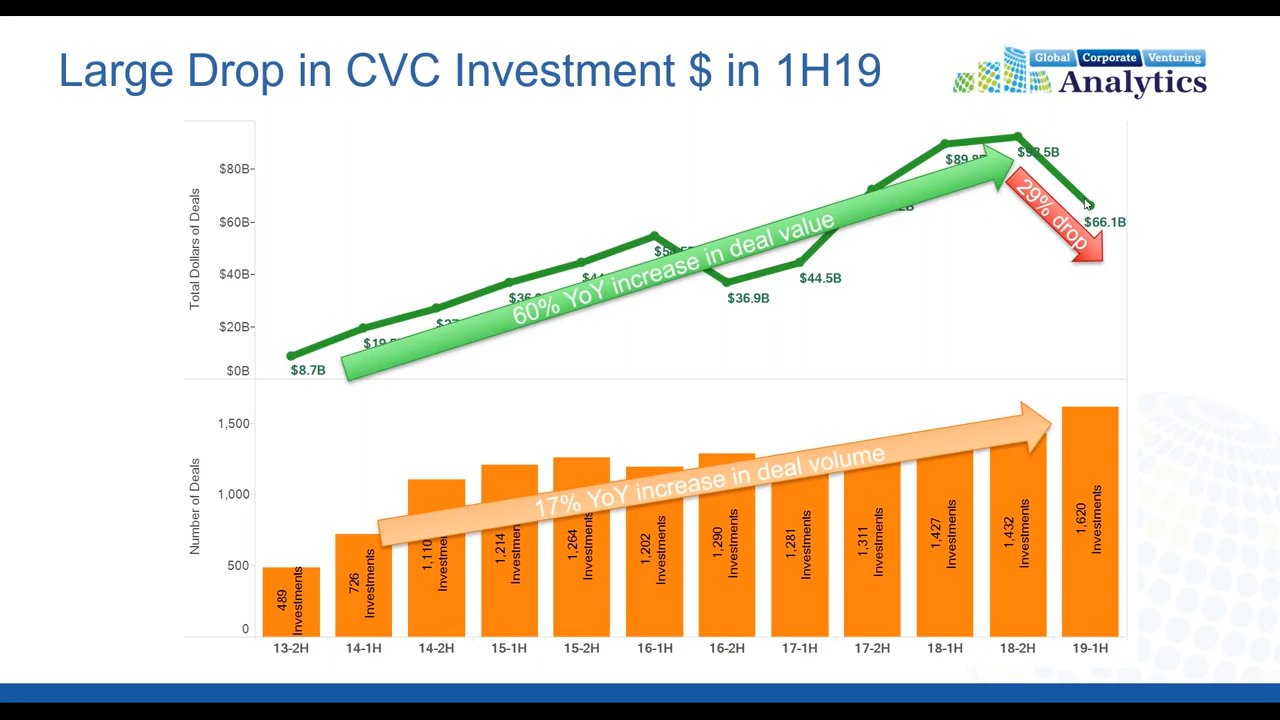 Large Drop in CVC Investment $ in 1H19
Global Corporate Venturing
Analytics
Total Dollars of Deals
$80B
$60B
$40B
$20B
$0B
$8.7B
$36.9B
$44.5B
$66.1B
60% YoY increase in deal value
29% drop
Number of Deals
1,500
1,000
500
0
489 Investments
726 Investments
1,110
1,214
1,264 Investments
1,202 Investments
1,290 Investments
1,281 Investments
1,311 Investments
1,427 Investments
1,432 Investments
1,620 Investments
17% YoY increase in deal volume
13-2H 14-1H 14-2H 15-1H 15-2H 16-1H 16-2H 17-1H 17-2H 18-1H 18-2H 19-1H